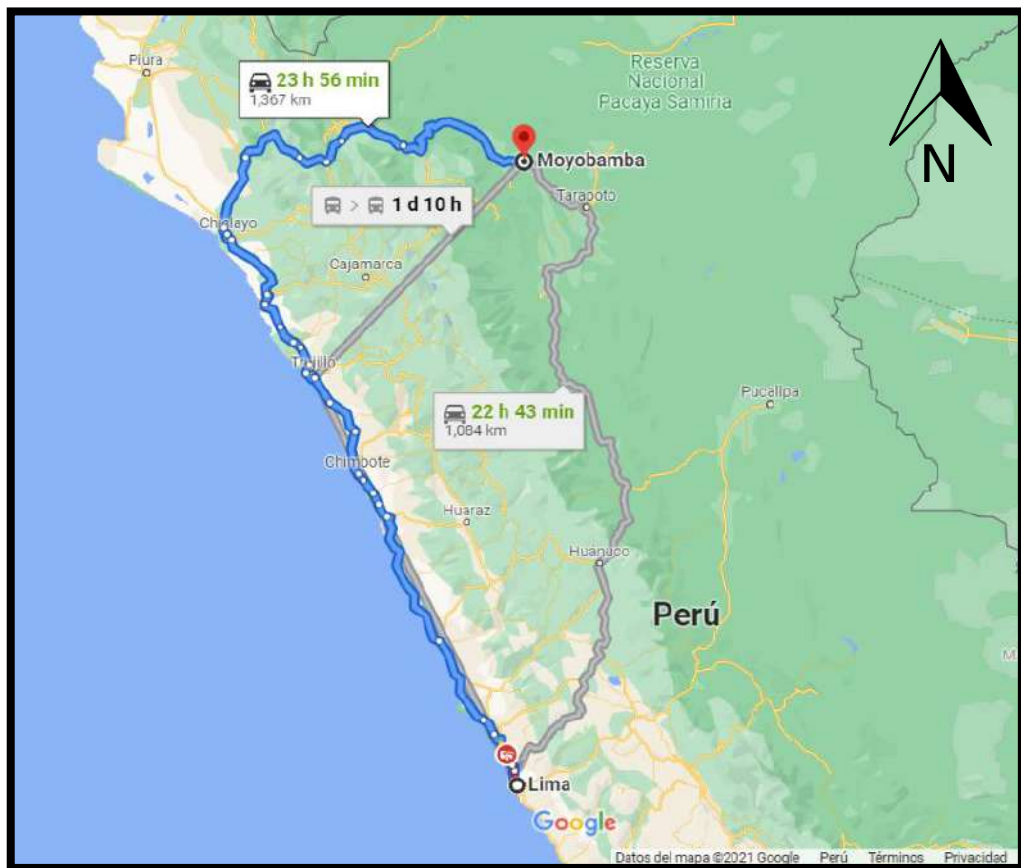 Piura
23 h 56 min
1,367 km
Reserva
Nacional
Pacaya Samiria
N
Moyobamba
Tarapoto
1 d 10 h
Chiclayo
Cajamarca
Trujillo
22 h 43 min
1,084 km
Pucallpa
Chimbote
Huaraz
Huánuco
Perú
Lima
Google
Datos del mapa ©2021 Google Perú Términos Privacidad